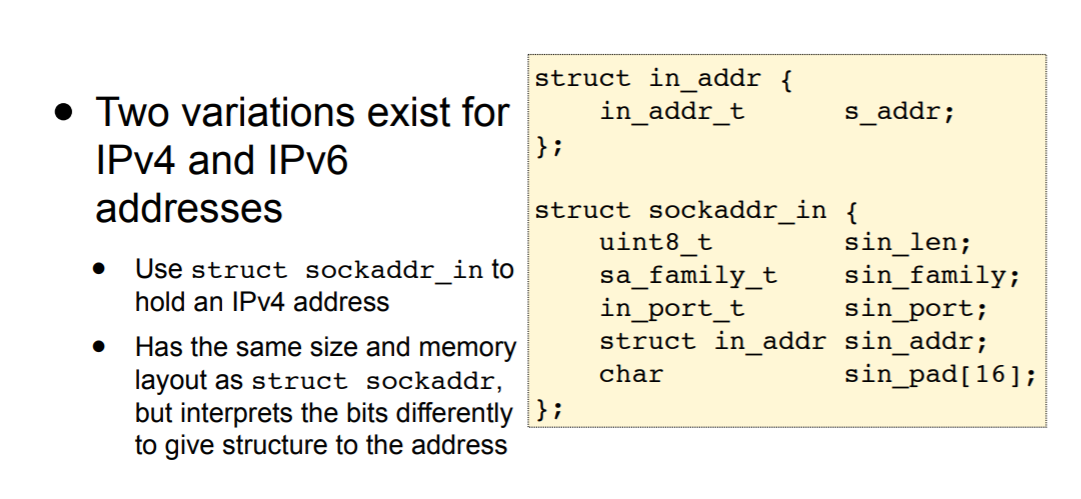 • Two variations exist for
IPv4 and IPv6
addresses
• Use struct sockaddr_in to
hold an IPv4 address
• Has the same size and memory
layout as struct sockaddr,
but interprets the bits differently
to give structure to the address
struct in_addr {
    in_addr_t      s_addr;
};
struct sockaddr_in {
    uint8_t        sin_len;
    sa_family_t    sin_family;
    in_port_t      sin_port;
    struct in_addr sin_addr;
    char           sin_pad[16];
};